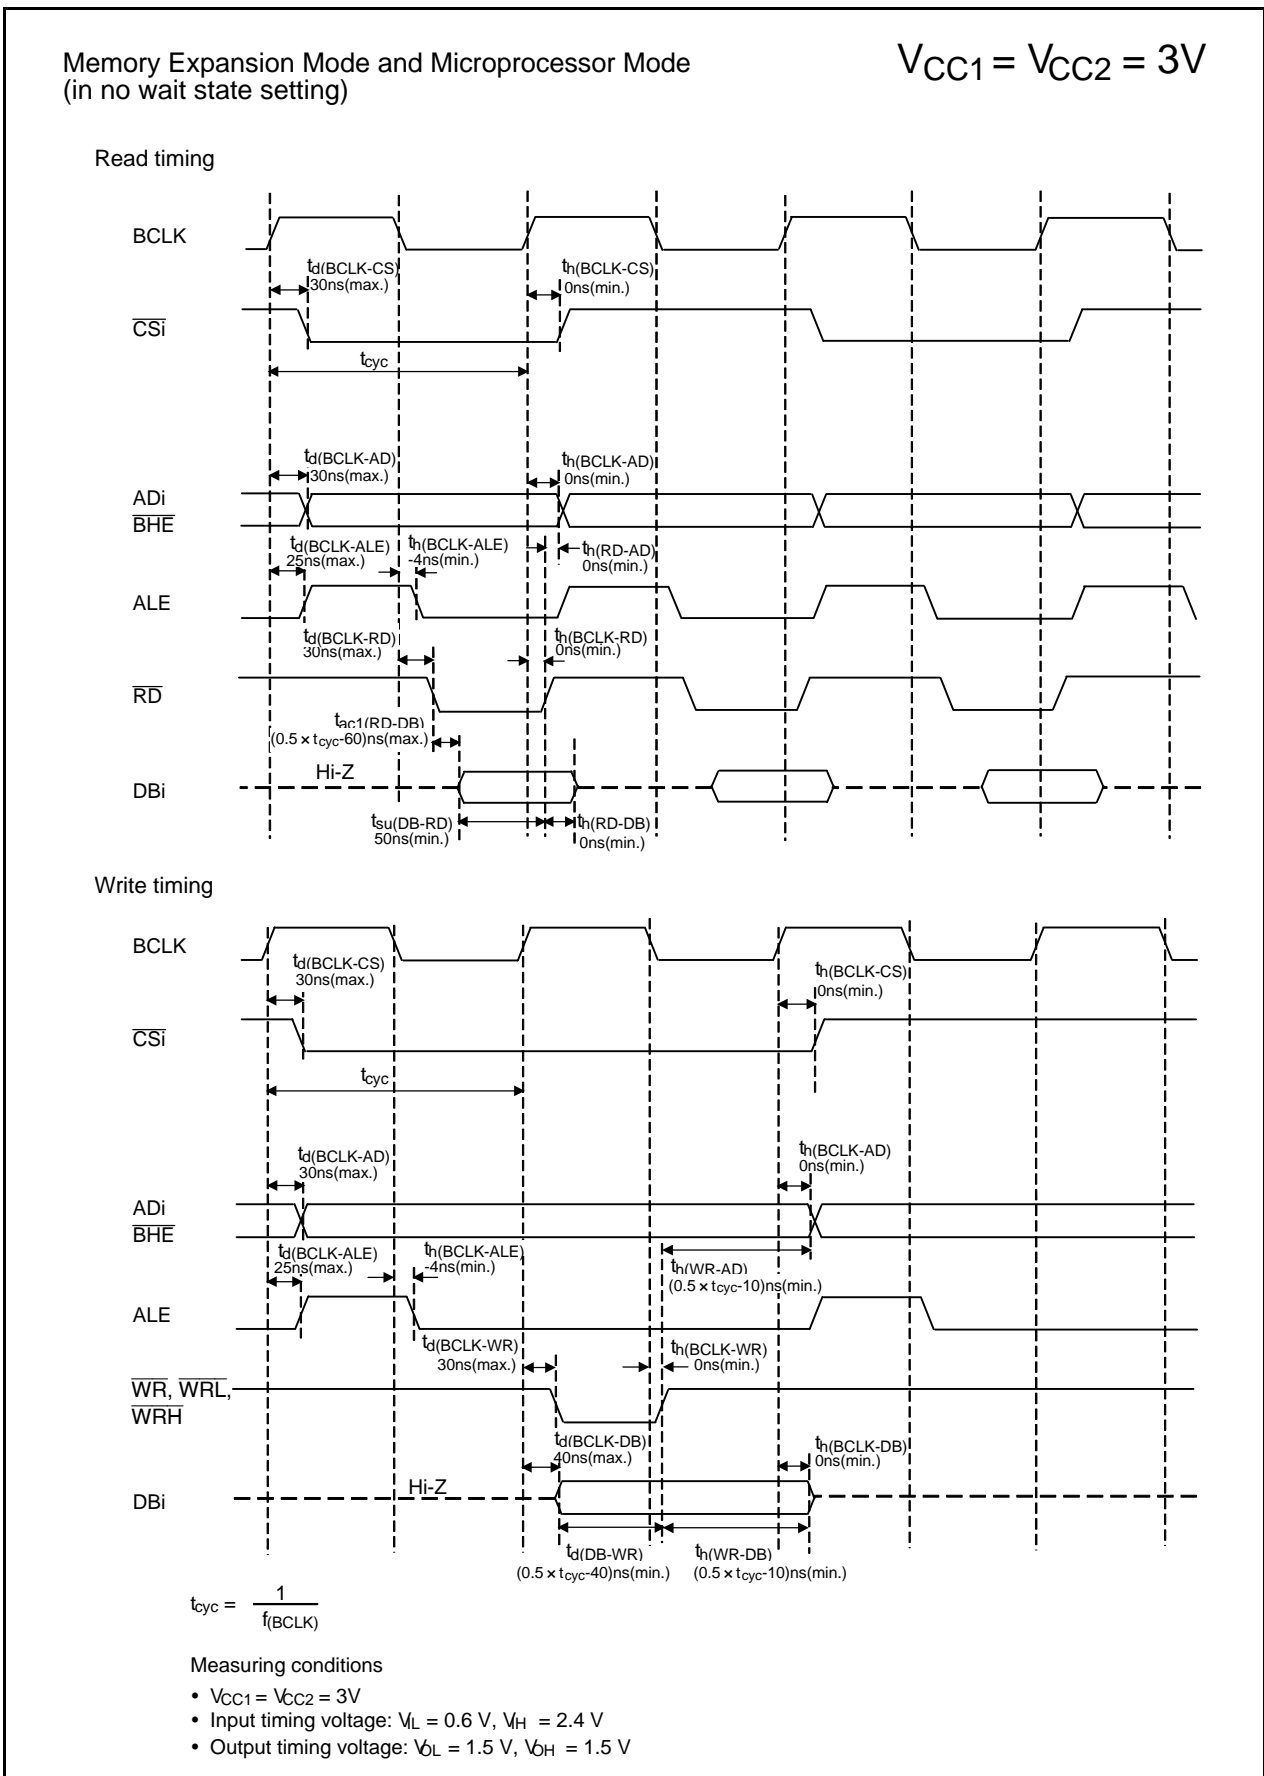 Memory Expansion Mode and Microprocessor Mode
(in no wait state setting)
VCC1 = VCC2 = 3V
Read timing
BCLK
td(BCLK-CS)
30ns(max.)
th(BCLK-CS)
0ns(min.)
CSi
tcyc
td(BCLK-AD)
30ns(max.)
th(BCLK-AD)
0ns(min.)
ADi
BHE
td(BCLK-ALE)
25ns(max.)
th(BCLK-ALE)
-4ns(min.)
th(RD-AD)
0ns(min.)
ALE
td(BCLK-RD)
30ns(max.)
th(BCLK-RD)
0ns(min.)
RD
tac1(RD-DB)
(0.5 × tcyc-60)ns(max.)
Hi-Z
DBi
tsu(DB-RD)
50ns(min.)
th(RD-DB)
0ns(min.)
Write timing
BCLK
td(BCLK-CS)
30ns(max.)
th(BCLK-CS)
0ns(min.)
CSi
tcyc
td(BCLK-AD)
30ns(max.)
th(BCLK-AD)
0ns(min.)
ADi
BHE
td(BCLK-ALE)
25ns(max.)
th(BCLK-ALE)
-4ns(min.)
th(WR-AD)
(0.5 × tcyc-10)ns(min.)
ALE
td(BCLK-WR)
30ns(max.)
th(BCLK-WR)
0ns(min.)
WR, WRL,
WRH
td(BCLK-DB)
40ns(max.)
th(BCLK-DB)
0ns(min.)
Hi-Z
DBi
td(DB-WR)
(0.5 × tcyc-40)ns(min.)
th(WR-DB)
(0.5 × tcyc-10)ns(min.)
tcyc = 1
f(BCLK)
Measuring conditions
• VCC1 = VCC2 = 3V
• Input timing voltage: VIL = 0.6 V, VIH = 2.4 V
• Output timing voltage: VOL = 1.5 V, VOH = 1.5 V